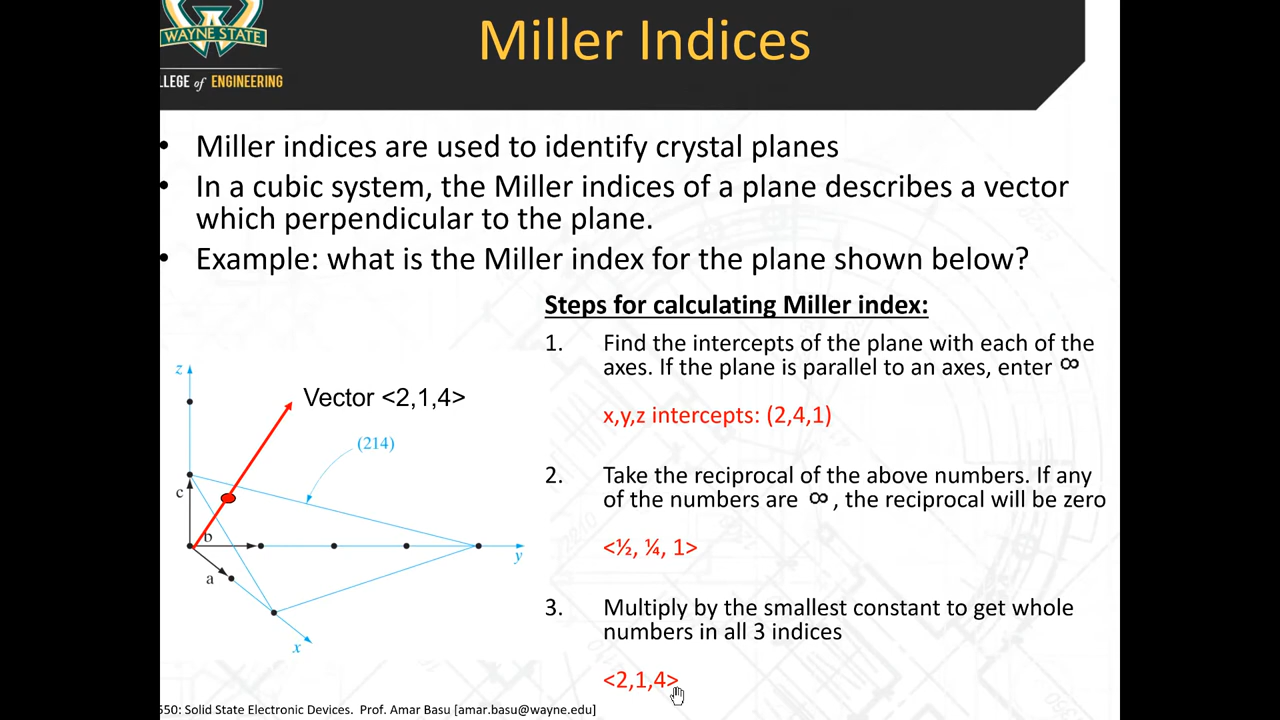 WAYNE STATE
LLEGE of ENGINEERING
Miller Indices
• Miller indices are used to identify crystal planes
• In a cubic system, the Miller indices of a plane describes a vector
which perpendicular to the plane.
• Example: what is the Miller index for the plane shown below?
Steps for calculating Miller index:
1. Find the intercepts of the plane with each of the
axes. If the plane is parallel to an axes, enter ∞
x,y,z intercepts: (2,4,1)
2. Take the reciprocal of the above numbers. If any
of the numbers are ∞, the reciprocal will be zero
<½, ¼, 1>
3. Multiply by the smallest constant to get whole
numbers in all 3 indices
<2,1,4>
z
Vector <2,1,4>
(214)
c
b
y
a
x
550: Solid State Electronic Devices. Prof. Amar Basu [amar.basu@wayne.edu]